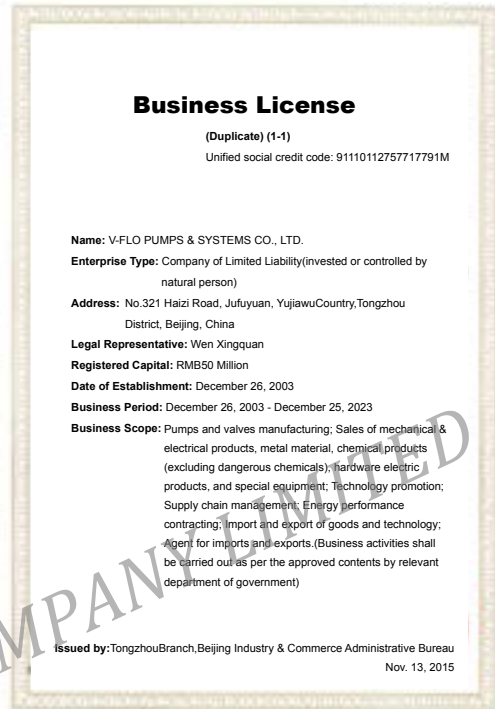 Business License
(Duplicate) (1-1)
Unified social credit code: 91110112757717791M
Name: V-FLO PUMPS & SYSTEMS CO., LTD.
Enterprise Type: Company of Limited Liability(invested or controlled by
natural person)
Address: No.321 Haizi Road, Jufuyuan, YujiawuCountry,Tongzhou
District, Beijing, China
Legal Representative: Wen Xingquan
Registered Capital: RMB50 Million
Date of Establishment: December 26, 2003
Business Period: December 26, 2003 - December 25, 2023
Business Scope: Pumps and valves manufacturing; Sales of mechanical &
electrical products, metal material, chemical products
(excluding dangerous chemicals), hardware electric
products, and special equipment; Technology promotion;
Supply chain management; Energy performance
contracting; Import and export of goods and technology;
Agent for imports and exports.(Business activities shall
be carried out as per the approved contents by relevant
department of government)
MPANY LIMITED
Issued by:TongzhouBranch,Beijing Industry & Commerce Administrative Bureau
Nov. 13, 2015